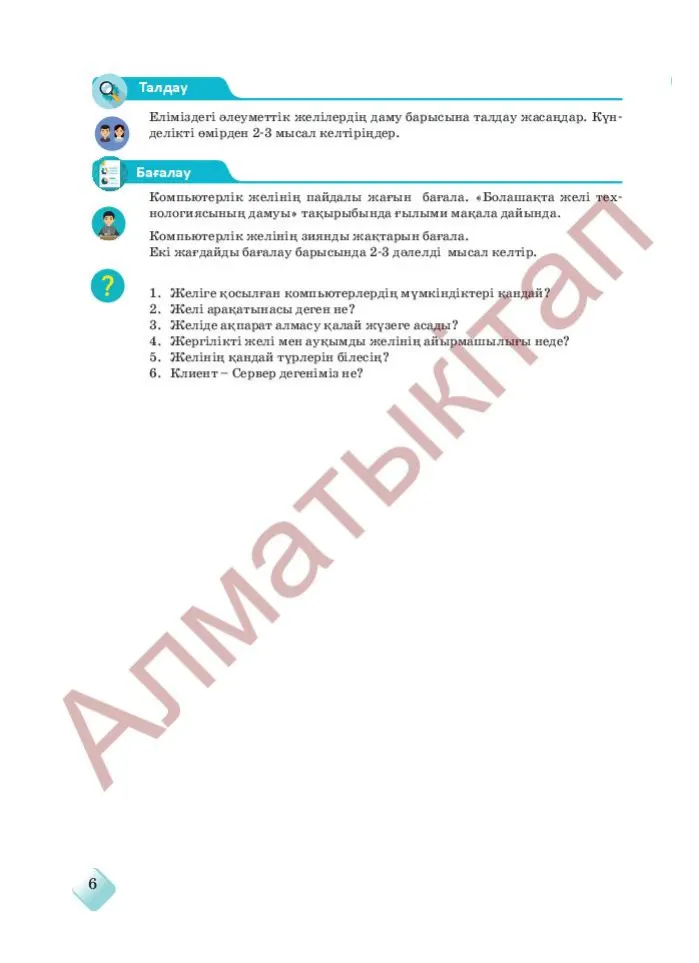 Талдау
Еліміздегі әлеуметтік желілердің даму барысына талдау жасаңдар. Күн-
делікті өмірден 2-3 мысал келтіріңдер.
Бағалау
Компьютерлік желінің пайдалы жағын бағала. «Болашақта желі тех-
нологиясының дамуы» тақырыбында ғылыми мақала дайында.
Компьютерлік желінің зиянды жақтарын бағала.
Екі жағдайды бағалау барысында 2-3 дәлелді мысал келтір.
?
1. Желіге қосылған компьютерлердің мүмкіндіктері қандай?
2. Желі арақатынасы деген не?
3. Желіде ақпарат алмасу қалай жүзеге асады?
4. Жергілікті желі мен ауқымды желінің айырмашылығы неде?
5. Желінің қандай түрлерін білесің?
6. Клиент – Сервер дегеніміз не?
Алматыкітап
6